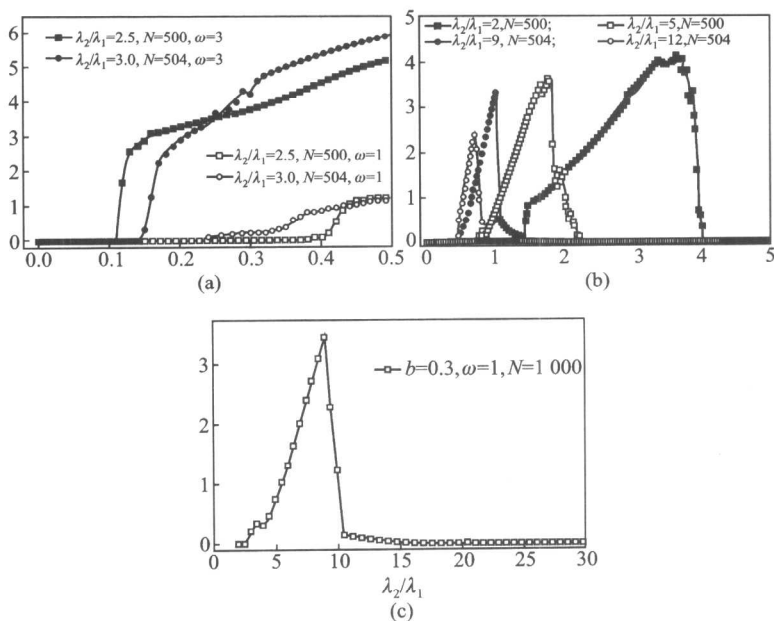 6
5
4
3
2
1
0
λ₂/λ₁=2.5, N=500, ω=3
λ₂/λ₁=3.0, N=504, ω=3
λ₂/λ₁=2.5, N=500, ω=1
λ₂/λ₁=3.0, N=504, ω=1
0.0 0.1 0.2 0.3 0.4 0.5
(a)
5
4
3
2
1
0
λ₂/λ₁=2,N=500; λ₂/λ₁=5,N=500
λ₂/λ₁=9, N=504; λ₂/λ₁=12,N=504
0 1 2 3 4 5
(b)
3
2
1
0
b=0.3,ω=1,N=1 000
0 5 10 15 20 25 30
λ₂/λ₁
(c)